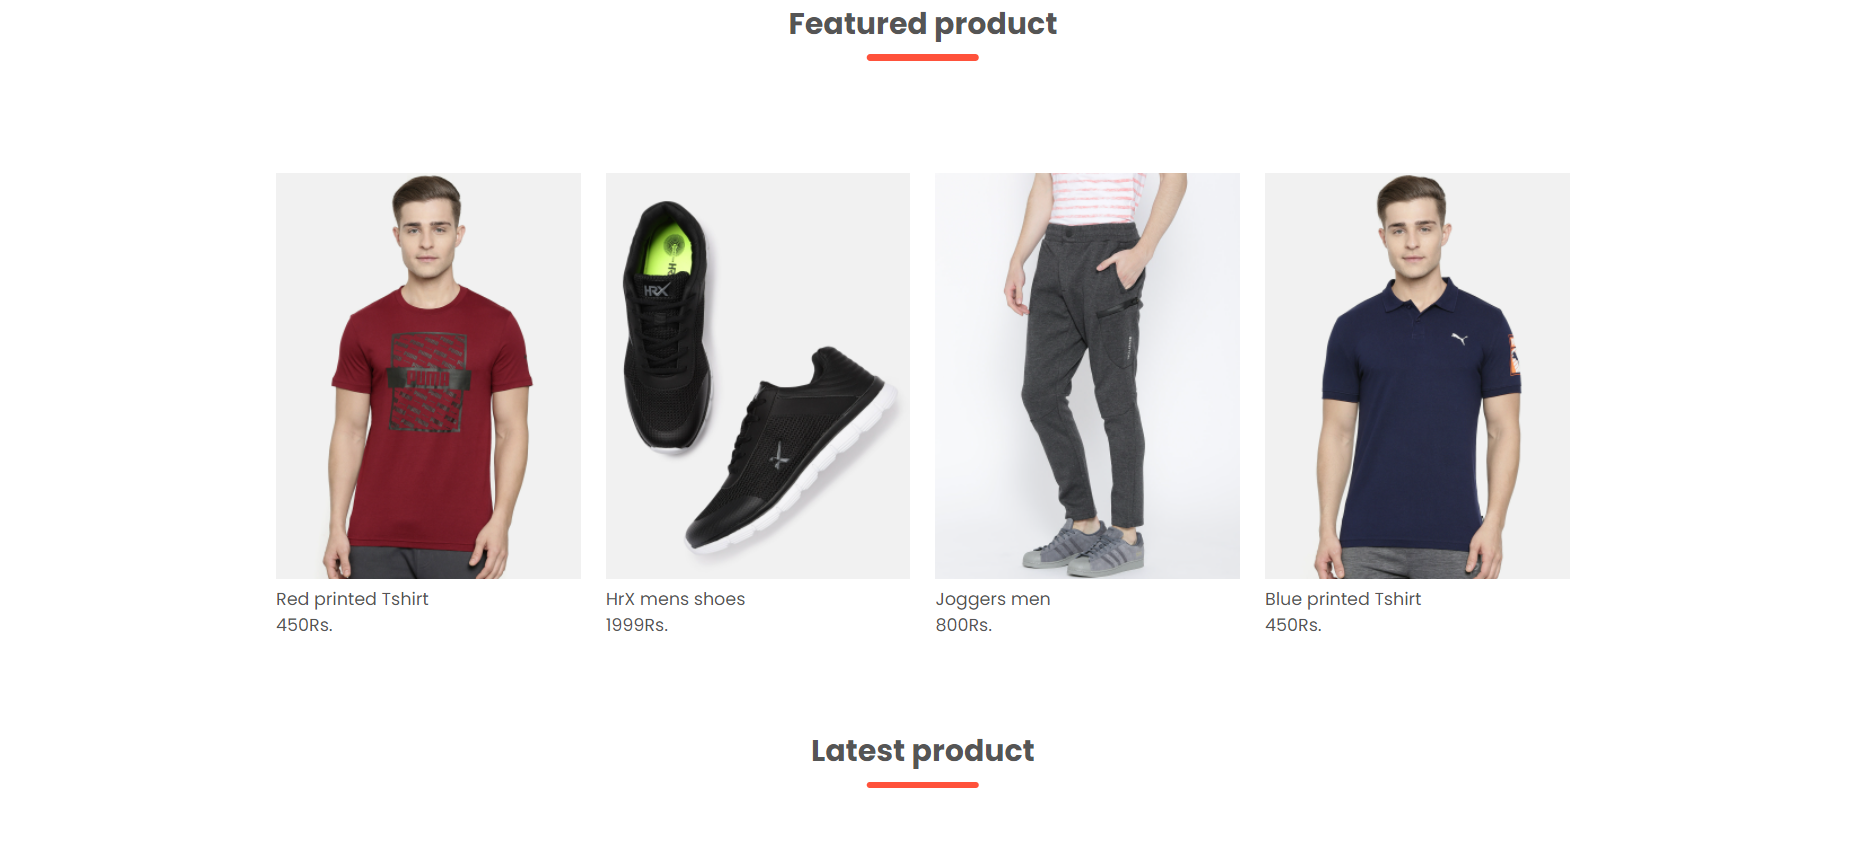 Featured product
HRX
PUMA
Red printed Tshirt
450Rs.
HrX mens shoes
1999Rs.
Joggers men
800Rs.
Blue printed Tshirt
450Rs.
Latest product